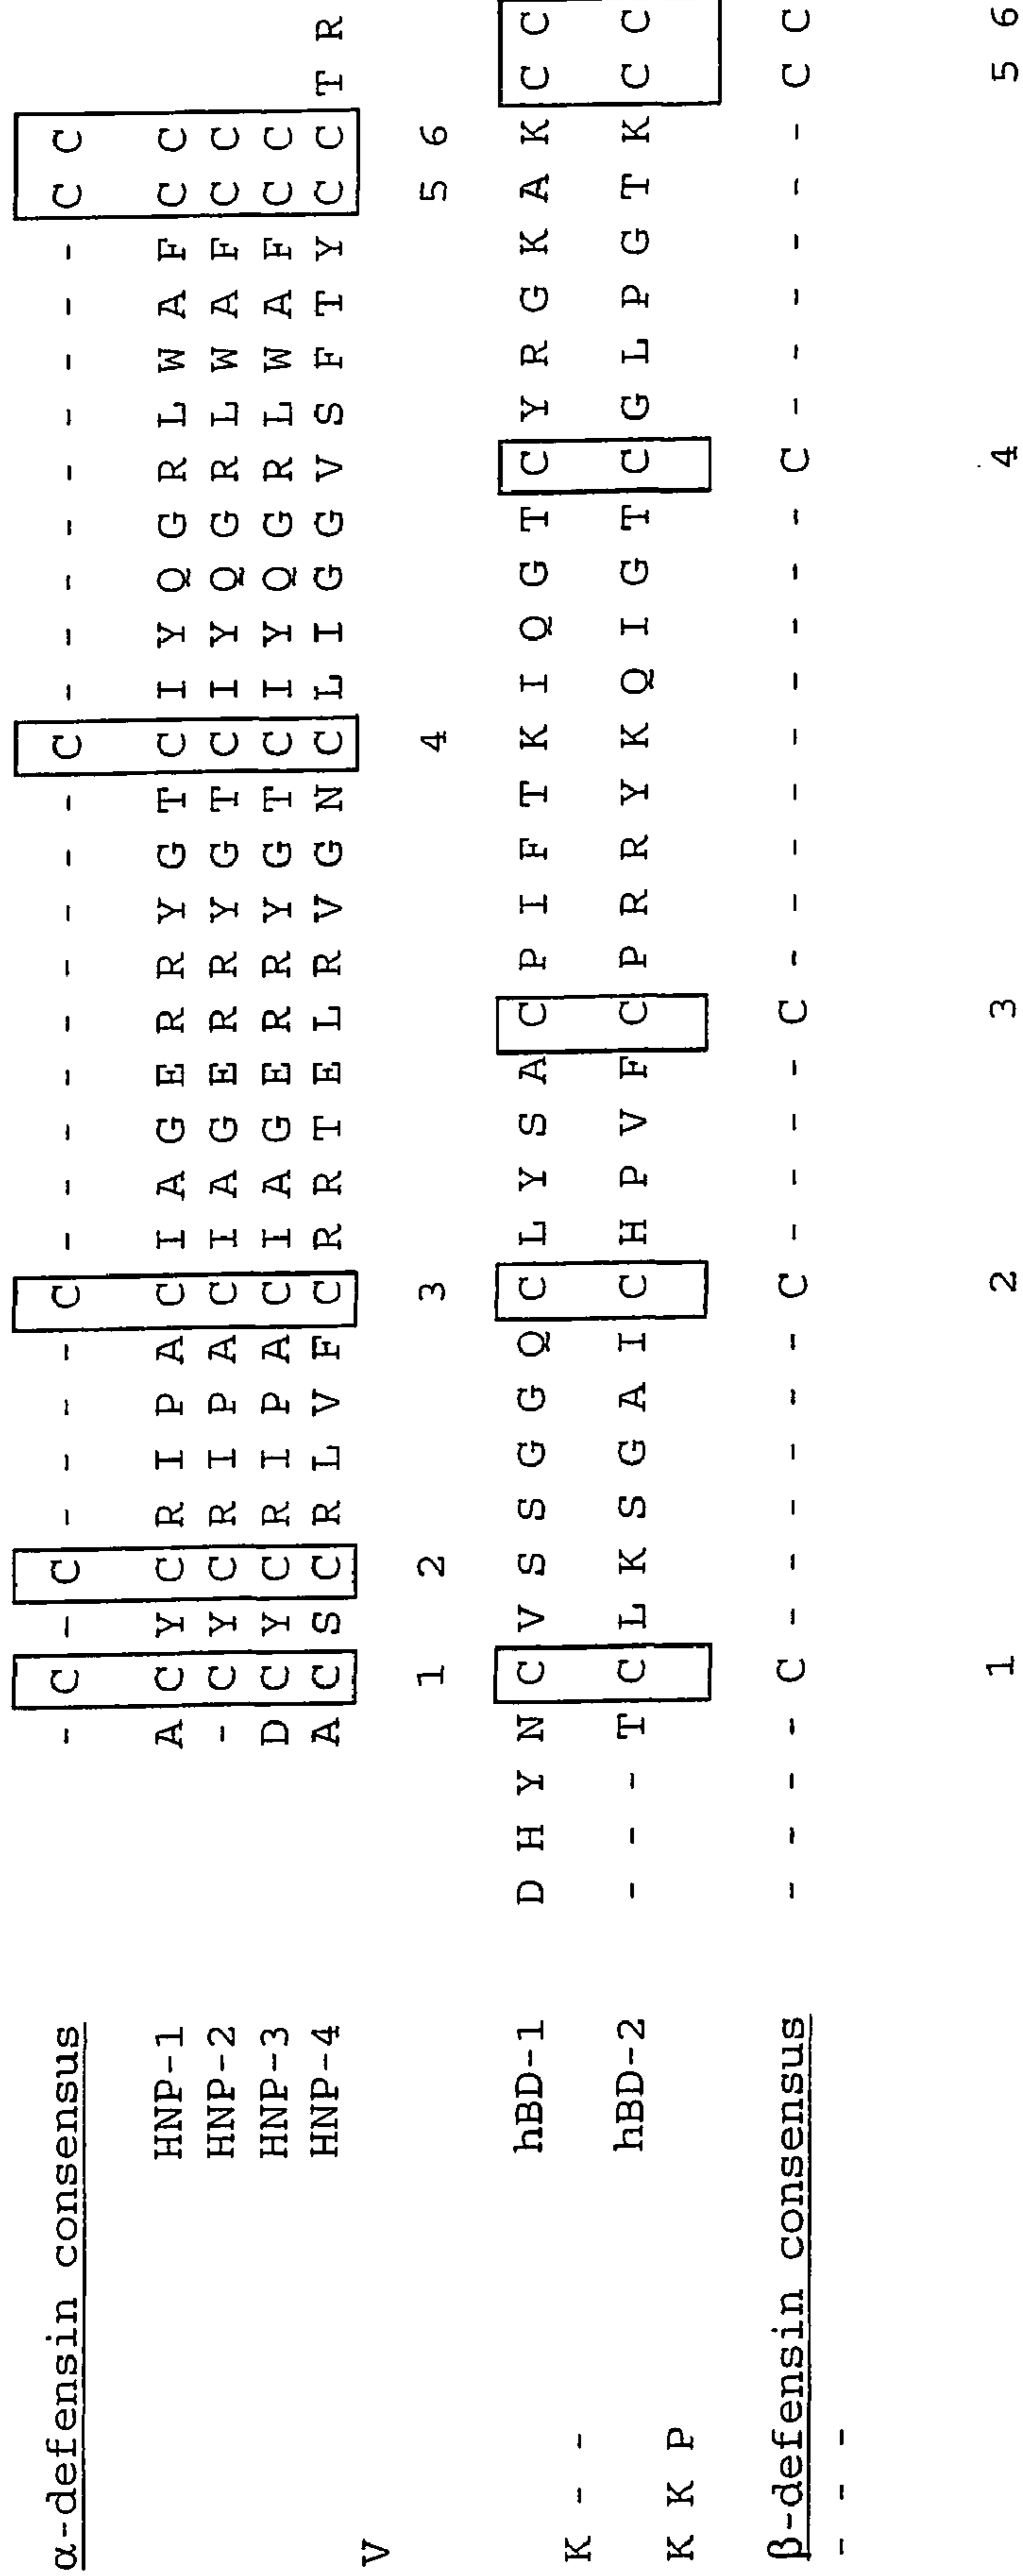 α-defensin consensus - C - C - - - - C - - - - - - - - - C - - - - - - - - - C C
HNP-1 A C Y C R I P A C I A G E R R Y G T C I Y Q G R L W A F C C
HNP-2 - C Y C R I P A C I A G E R R Y G T C I Y Q G R L W A F C C
HNP-3 D C Y C R I P A C I A G E R R Y G T C I Y Q G R L W A F C C
HNP-4 A C S C R L V F C R R T E L R V G N C L I G G V S F T Y C C T R
V
1 2 3 4 5 6
hBD-1 D H Y N C V S S G G Q C L Y S A C P I F T K I Q G T C Y R G K A K C C
K - -
hBD-2 - - - T C L K S G A I C H P V F C P R R Y K Q I G T C G L P G T K C C
K K P
β-defensin consensus - - - - C - - - - - - C - - - - C - - - - - - - - - C - - - - - - C C
- - -
1 2 3 4 5 6